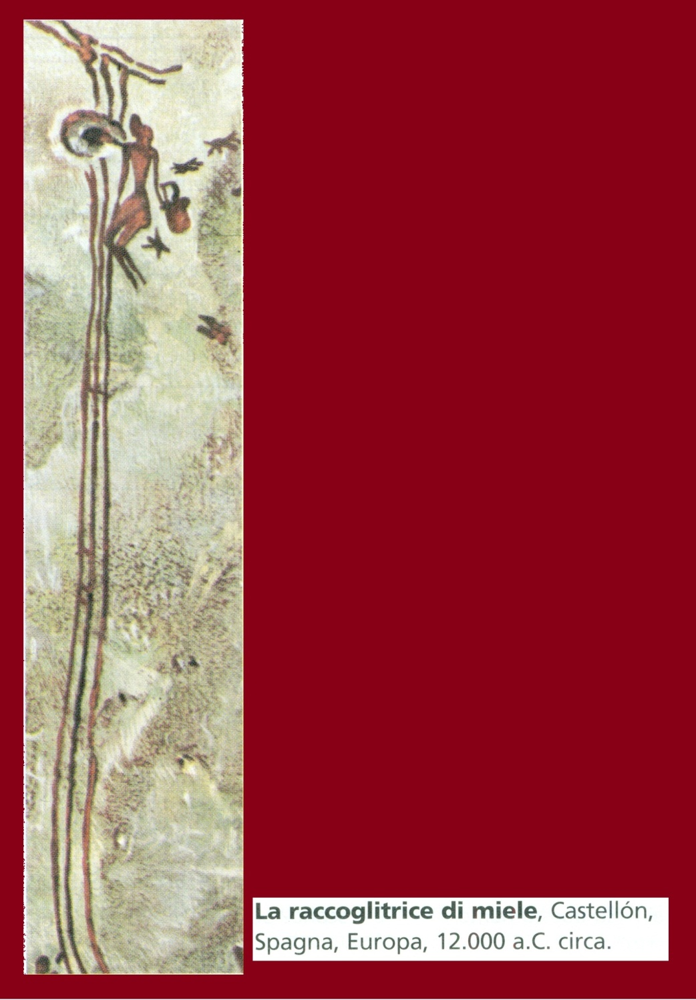 La raccoglitrice di miele, Castellón,
Spagna, Europa, 12.000 a.C. circa.